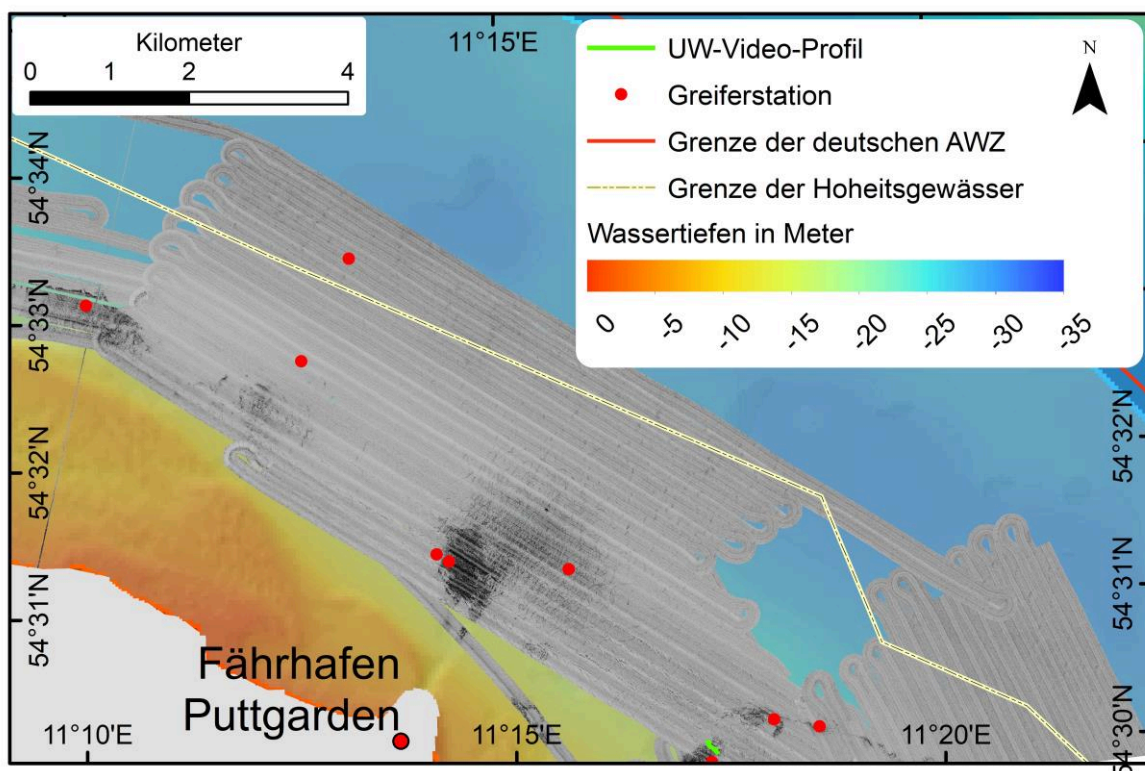 Kilometer
0 1 2 4
11°15'E
UW-Video-Profil
Greiferstation
Grenze der deutschen AWZ
Grenze der Hoheitsgewässer
Wassertiefen in Meter
0 -5 -10 -15 -20 -25 -30 -35
N
54°34'N
54°33'N
54°32'N
54°31'N
54°32'N
54°31'N
54°30'N
Fährhafen
Puttgarden
11°10'E
11°15'E
11°20'E